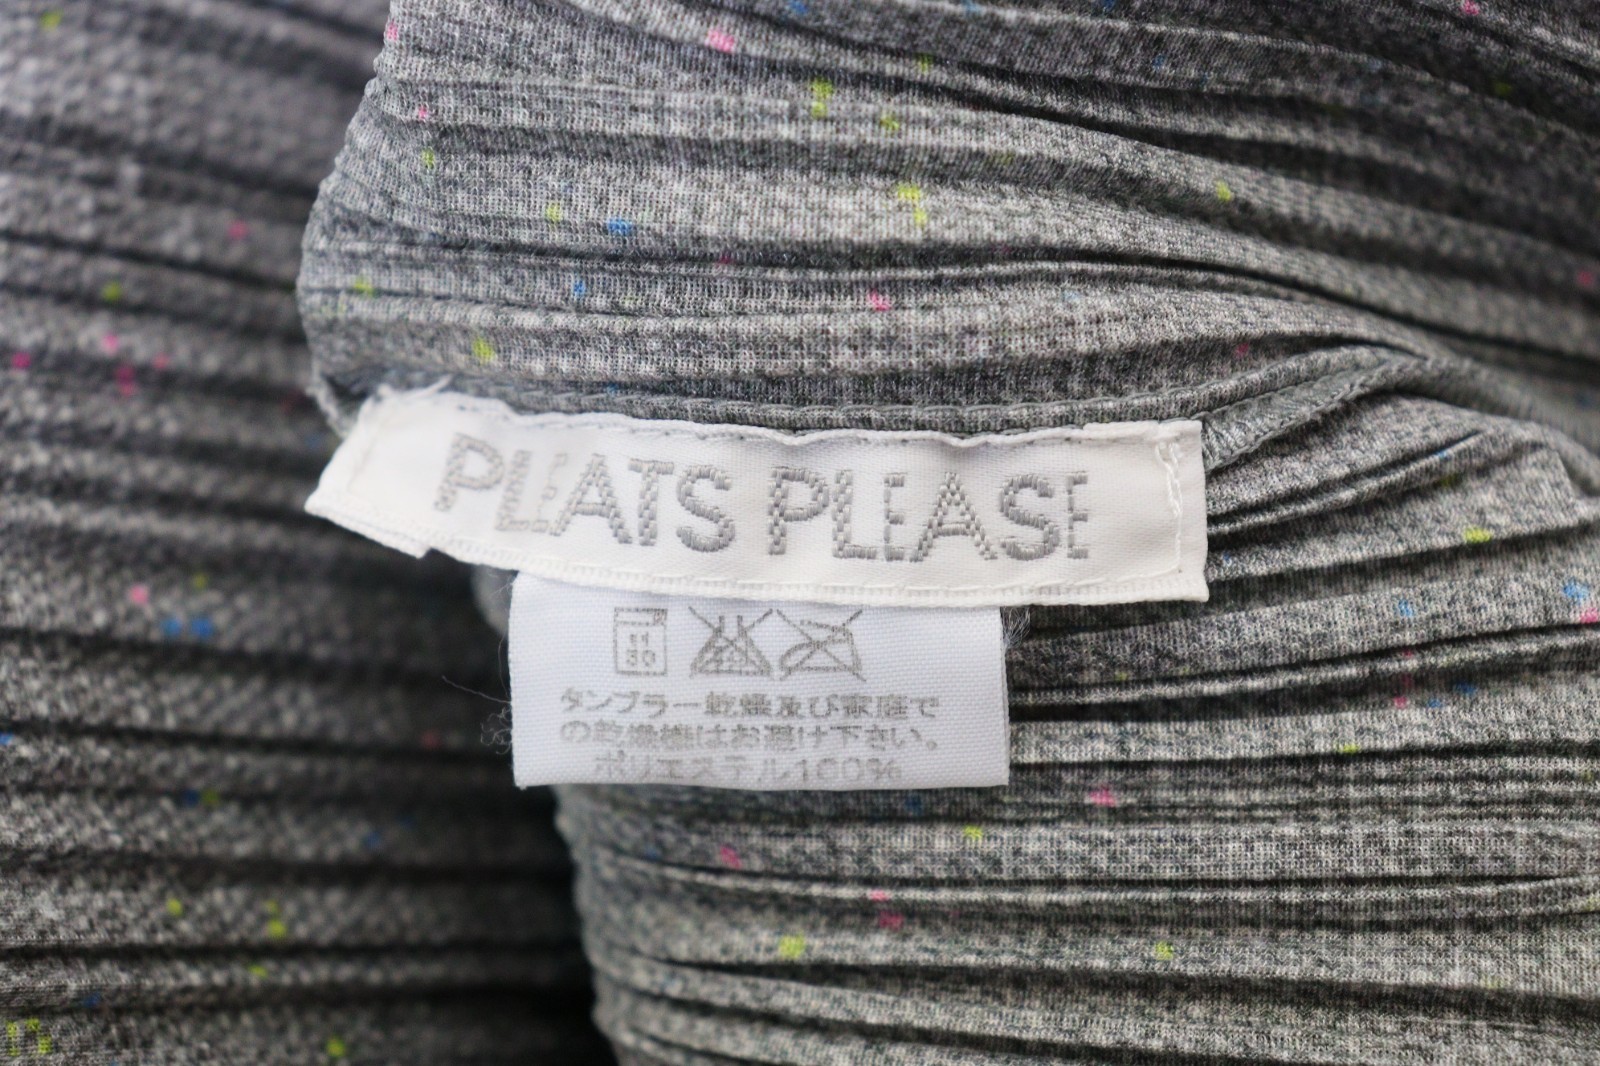 PLEATS PLEASE
30
タンブラー乾燥及び家庭で
の乾燥機はお避け下さい。
ポリエステル100%